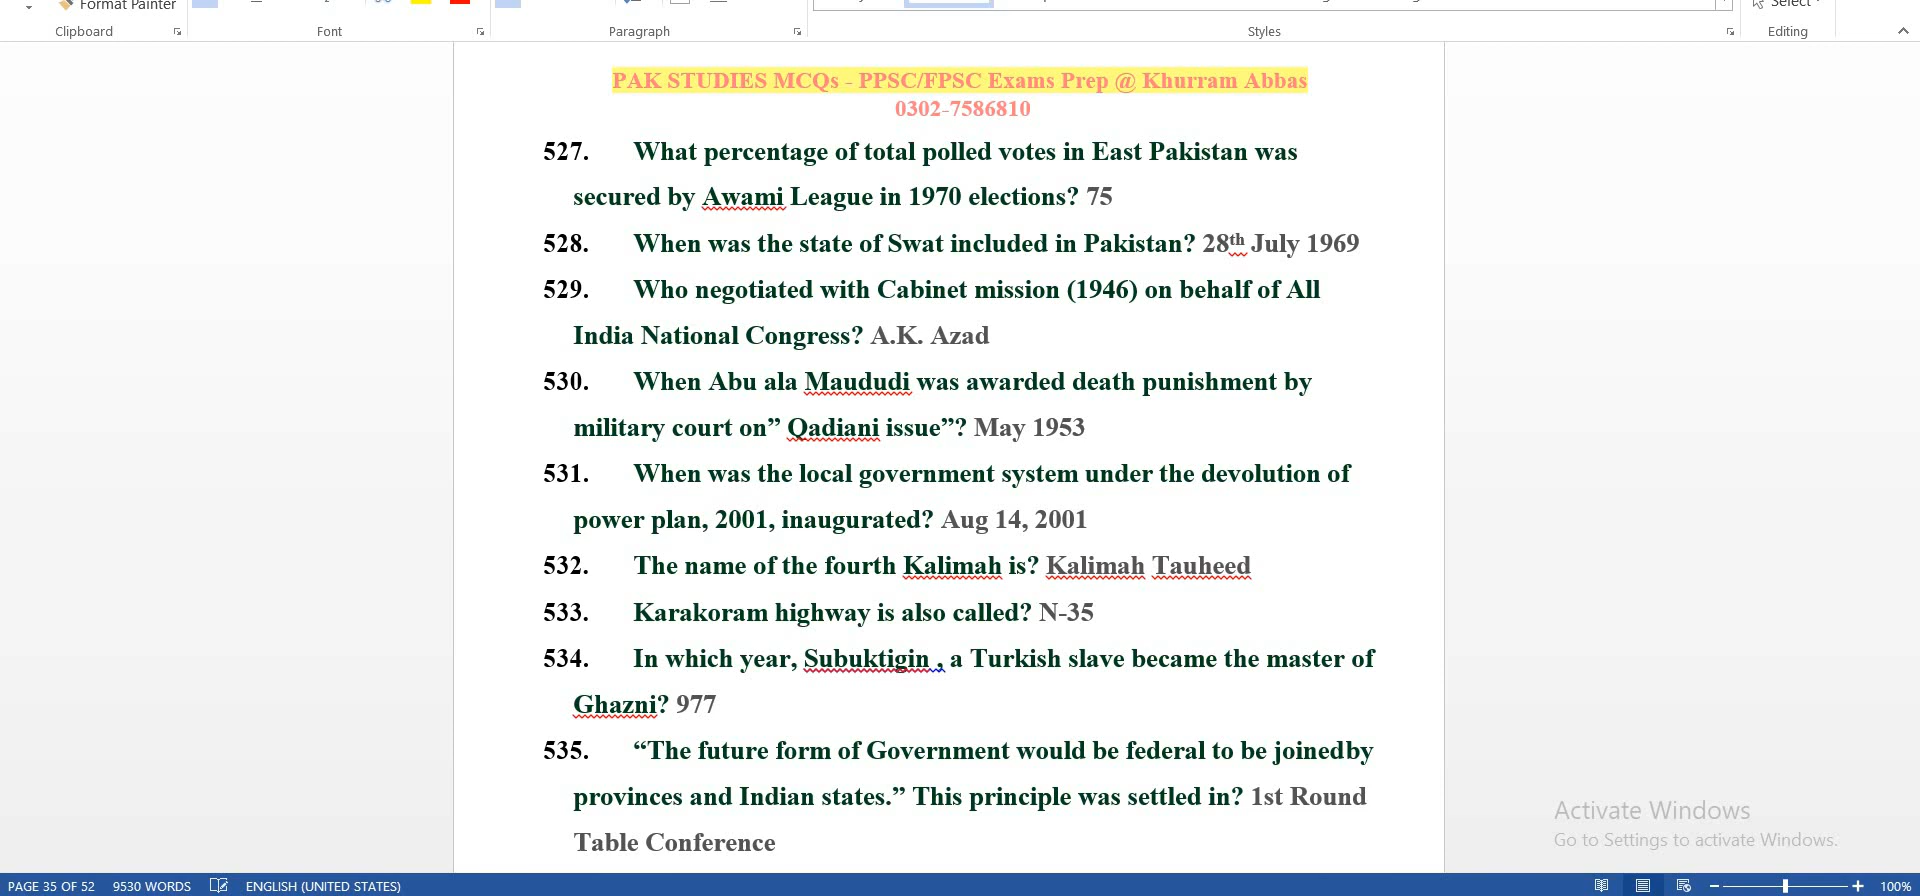 Format Painter
Select
Clipboard
Font
Paragraph
Styles
Editing
PAK STUDIES MCQs - PPSC/FPSC Exams Prep @ Khurram Abbas
0302-7586810
527. What percentage of total polled votes in East Pakistan was
secured by Awami League in 1970 elections? 75
528. When was the state of Swat included in Pakistan? 28th July 1969
529. Who negotiated with Cabinet mission (1946) on behalf of All
India National Congress? A.K. Azad
530. When Abu ala Maududi was awarded death punishment by
military court on” Qadiani issue”? May 1953
531. When was the local government system under the devolution of
power plan, 2001, inaugurated? Aug 14, 2001
532. The name of the fourth Kalimah is? Kalimah Tauheed
533. Karakoram highway is also called? N-35
534. In which year, Subuktigin , a Turkish slave became the master of
Ghazni? 977
535. “The future form of Government would be federal to be joinedby
provinces and Indian states.” This principle was settled in? 1st Round
Table Conference
Activate Windows
Go to Settings to activate Windows.
PAGE 35 OF 52 9530 WORDS ENGLISH (UNITED STATES) 100%